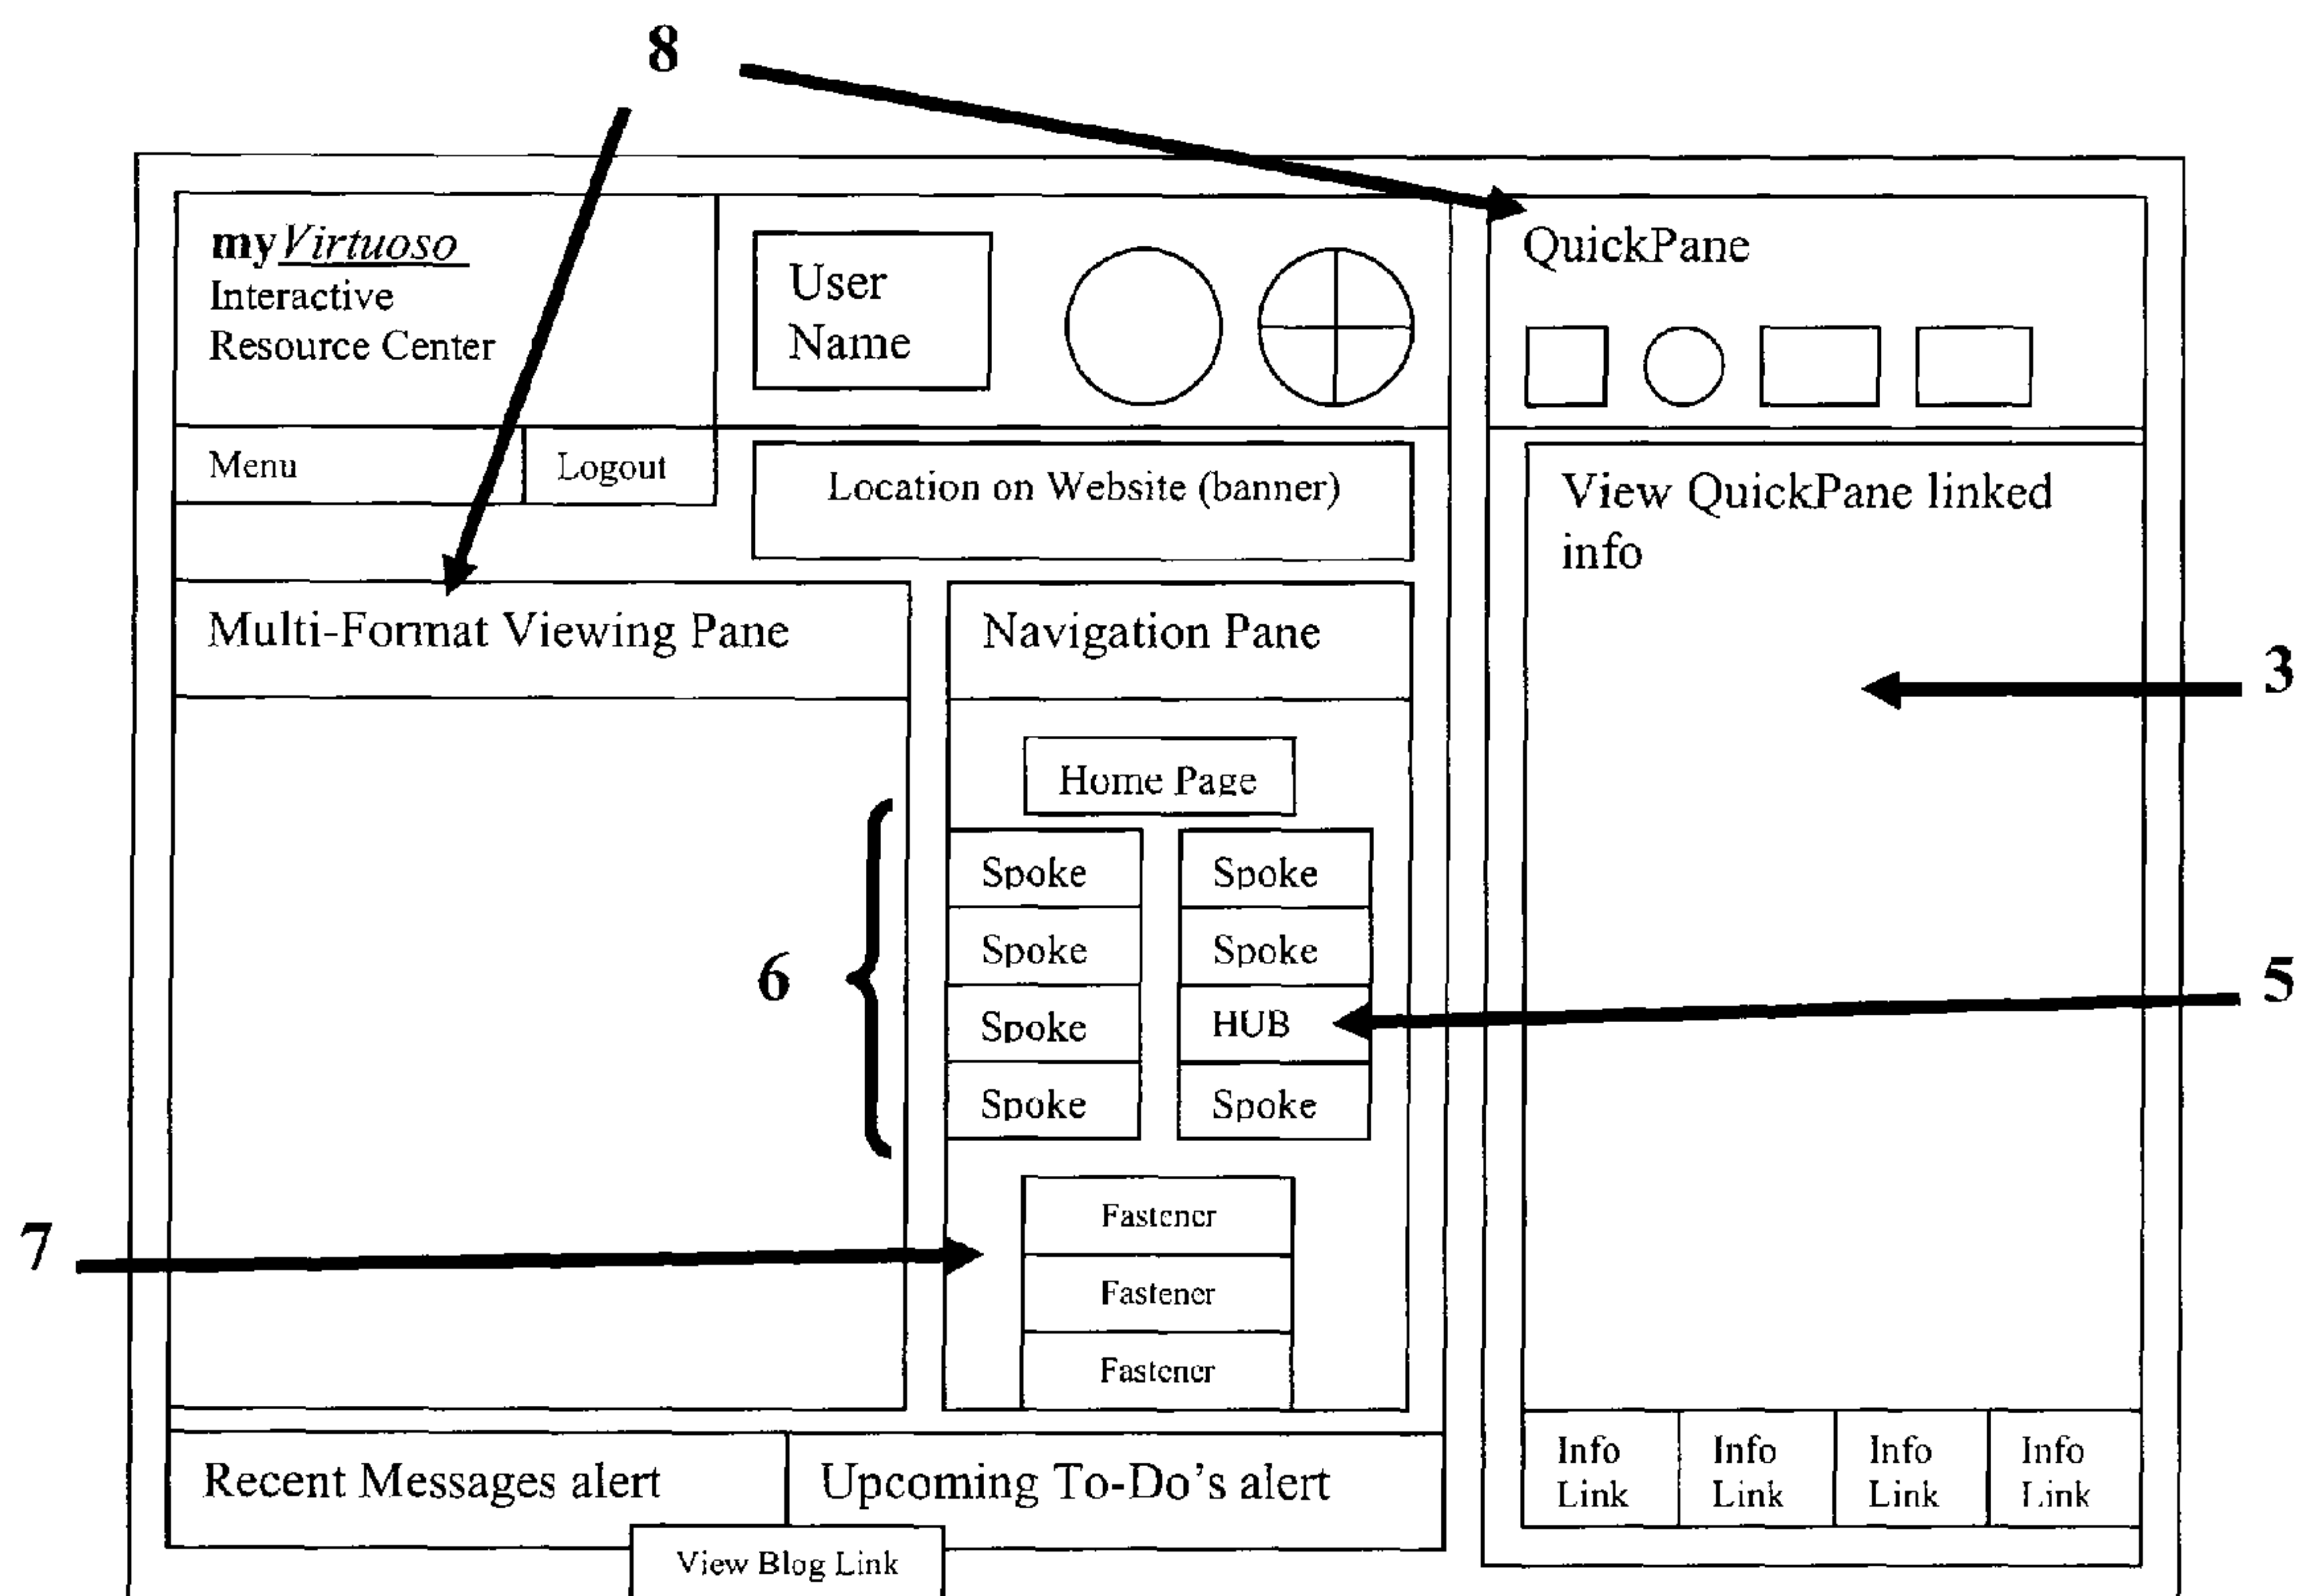 8
myVirtuoso
Interactive
Resource Center
User
Name
QuickPane
Menu
Logout
Location on Website (banner)
View QuickPane linked
info
Multi-Format Viewing Pane
Navigation Pane
3
Home Page
Spoke
Spoke
Spoke
Spoke
6
Spoke
HUB
5
Spoke
Spoke
Fastener
7
Fastener
Fastener
Info
Link
Info
Link
Info
Link
Info
Link
Recent Messages alert
Upcoming To-Do's alert
View Blog Link